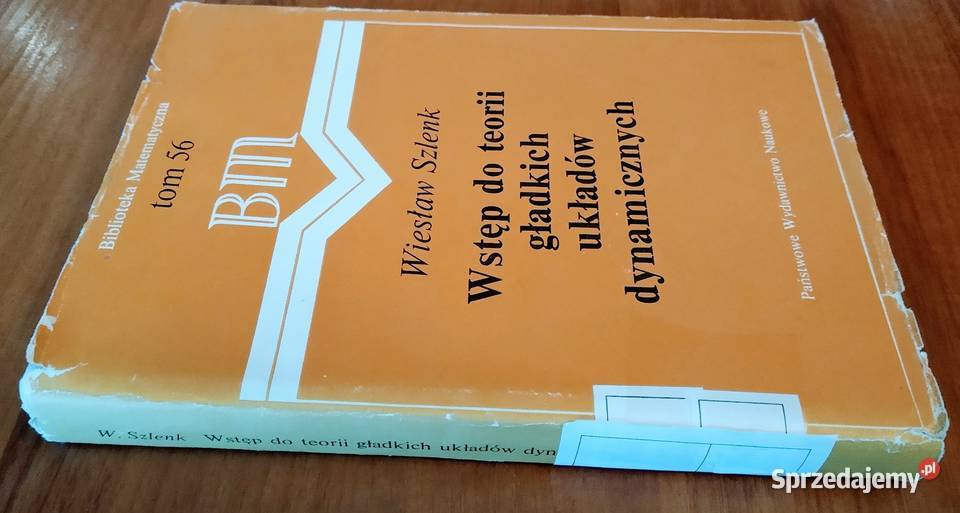 Biblioteka Matematyczna
tom 56
BM
Wiesław Szlenk
Wstęp do teorii
gładkich
układów
dynamicznych
Państwowe Wydawnictwo Naukowe
W. Szlenk Wstęp do teorii gładkich układów dyn
Sprzedajemy.pl